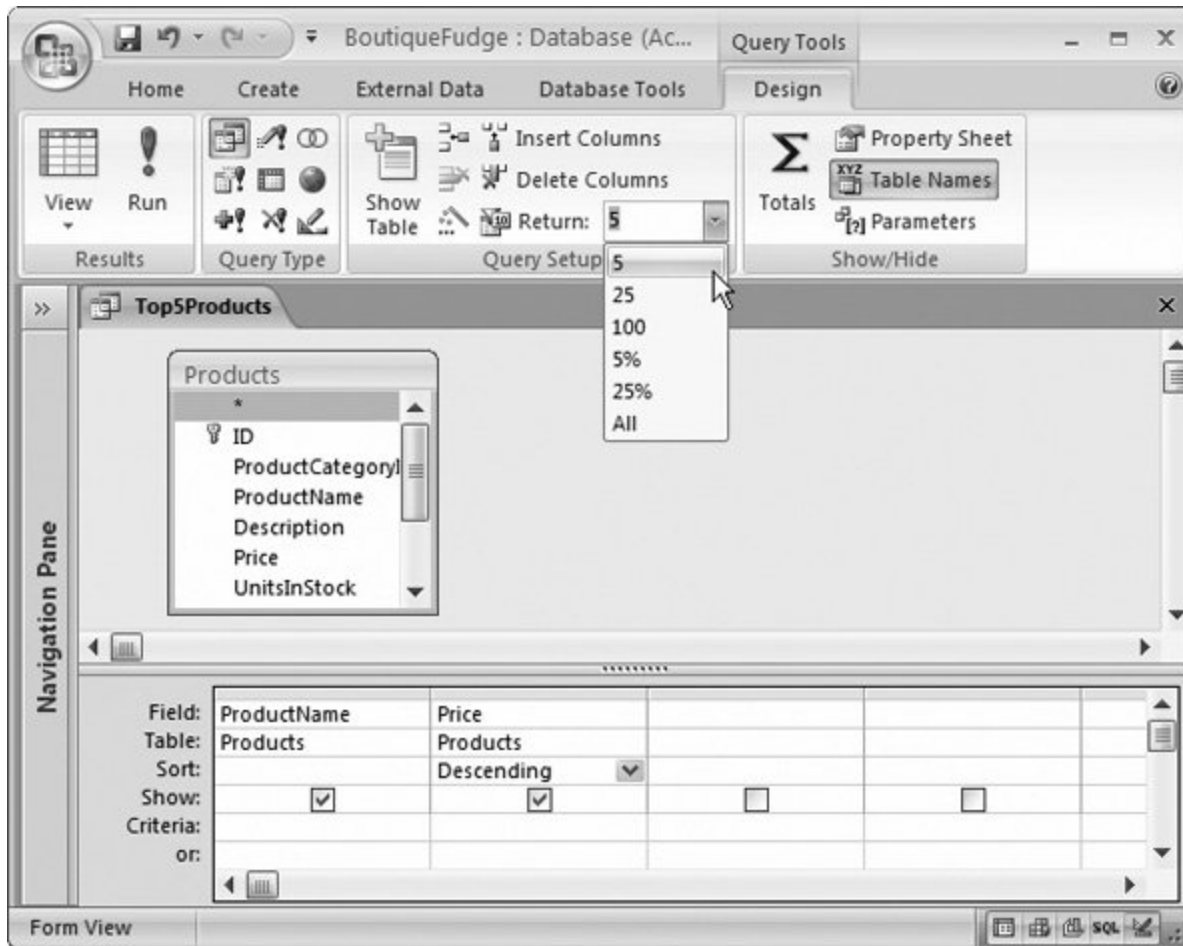 BoutiqueFudge : Database (Ac...
Query Tools
Home Create External Data Database Tools Design
View
Run
Results
Query Type
Show Table
Insert Columns
Delete Columns
Return: 5
Query Setup
5
25
100
5%
25%
All
Totals
Property Sheet
XYZ Table Names
[?] Parameters
Show/Hide
Top5Products
Navigation Pane
Products
*
ID
ProductCategoryI
ProductName
Description
Price
UnitsInStock
Field: ProductName Price
Table: Products Products
Sort: Descending
Show:
Criteria:
or:
Form View
SQL